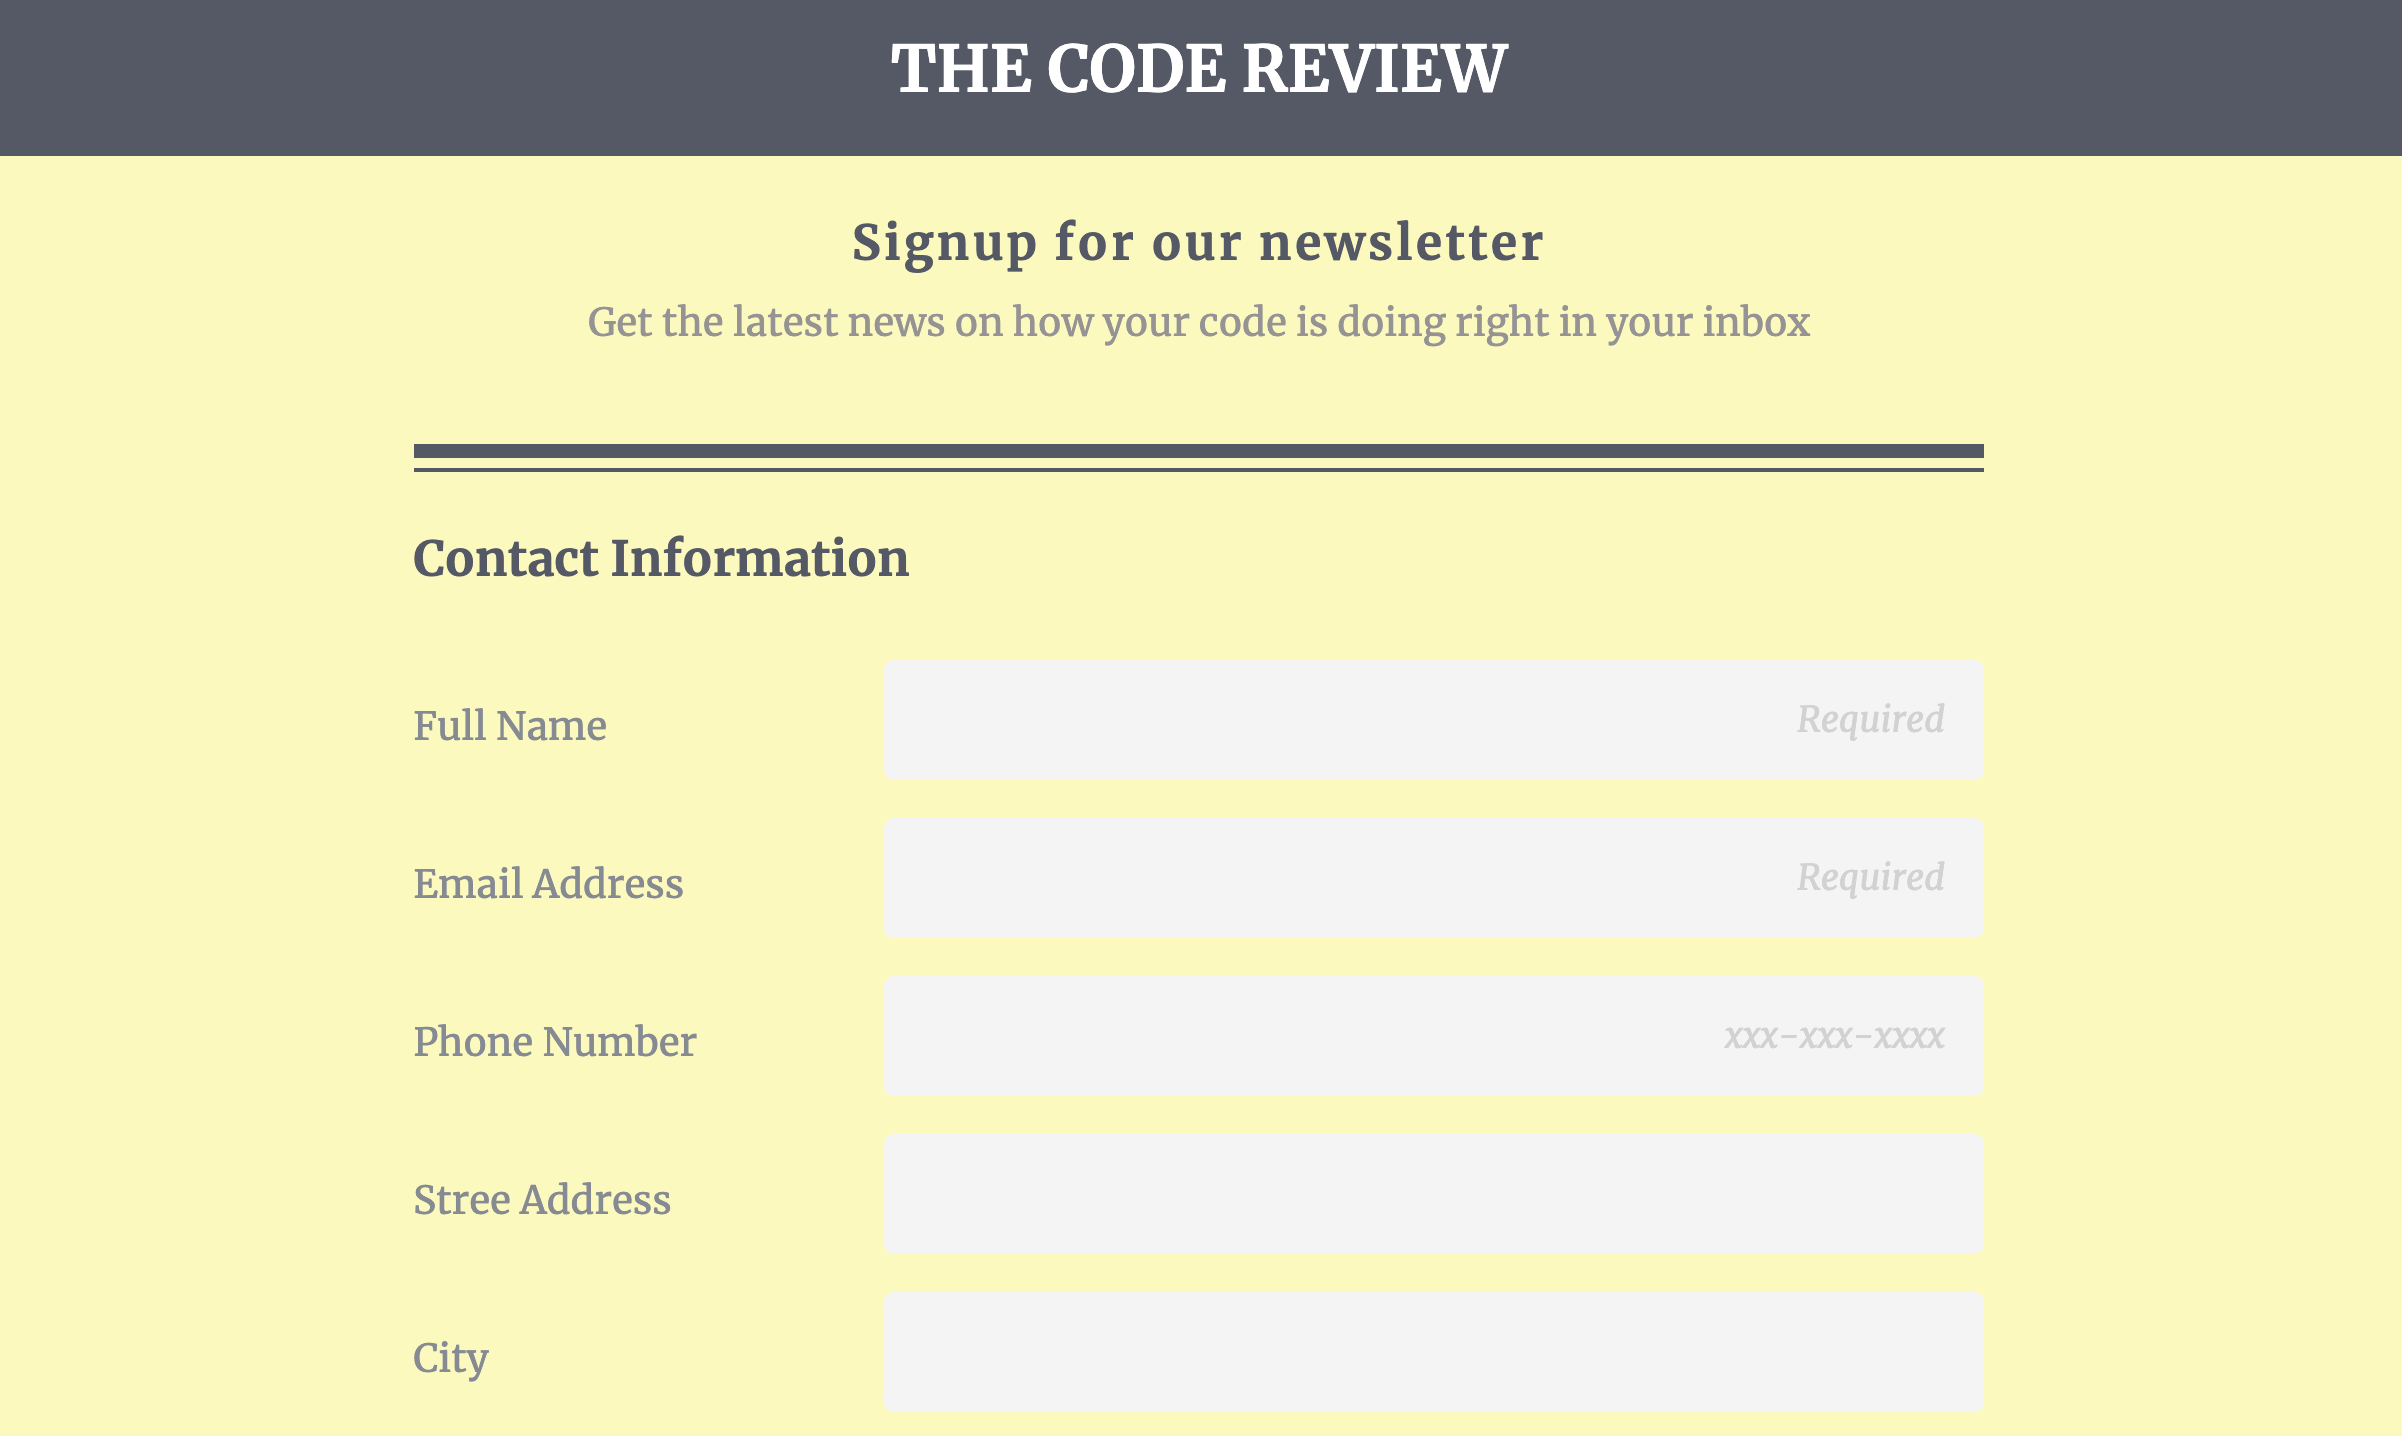 THE CODE REVIEW
Signup for our newsletter
Get the latest news on how your code is doing right in your inbox
Contact Information
Full Name
Required
Email Address
Required
Phone Number
xxx-xxx-xxxx
Stree Address
City